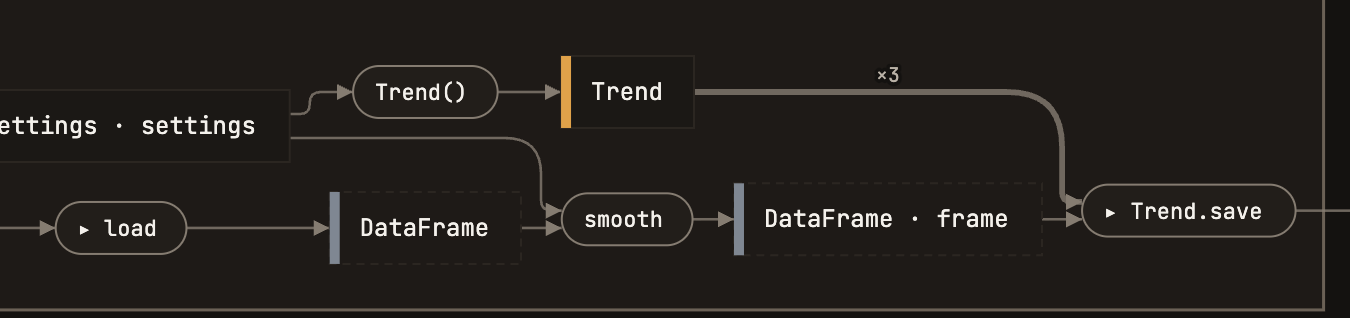 ×3
Trend()
Trend
ettings · settings
▸ load
DataFrame
smooth
DataFrame · frame
▸ Trend.save